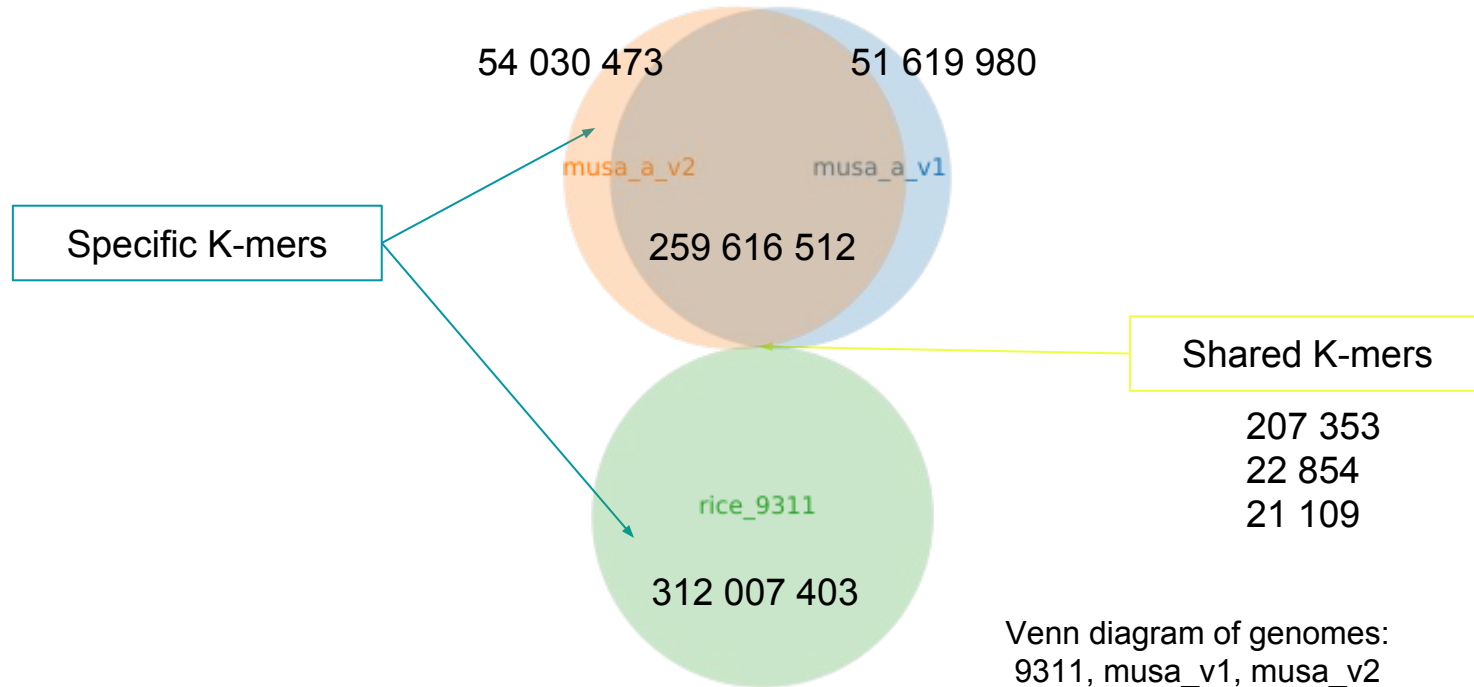 54 030 473
51 619 980
musa_a_v2
musa_a_v1
Specific K-mers
259 616 512
Shared K-mers
207 353
22 854
21 109
rice_9311
312 007 403
Venn diagram of genomes:
9311, musa_v1, musa_v2